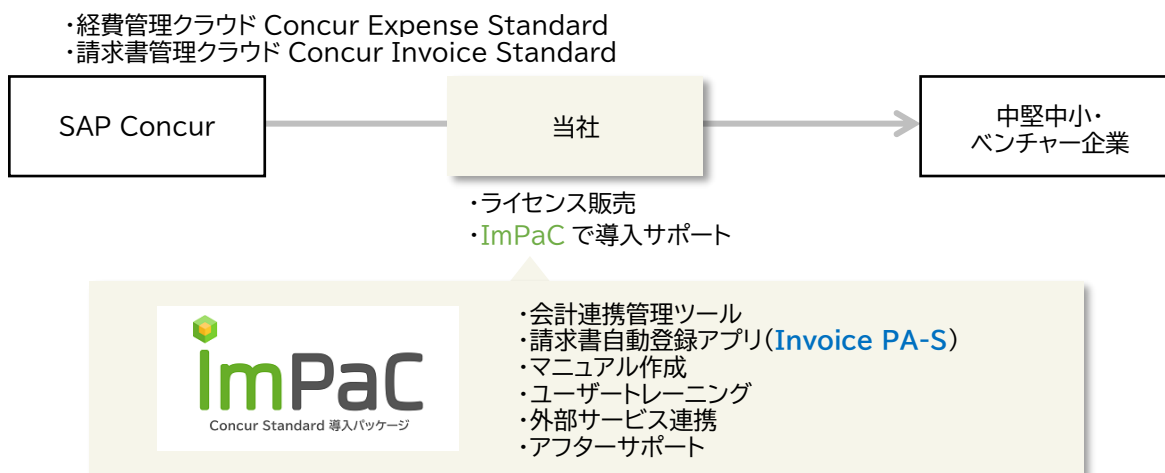 ・経費管理クラウド Concur Expense Standard
・請求書管理クラウド Concur Invoice Standard
SAP Concur
当社
中堅中小・
ベンチャー企業
・ライセンス販売
・ImPaC で導入サポート
ImPaC
Concur Standard 導入パッケージ
・会計連携管理ツール
・請求書自動登録アプリ(Invoice PA-S)
・マニュアル作成
・ユーザートレーニング
・外部サービス連携
・アフターサポート